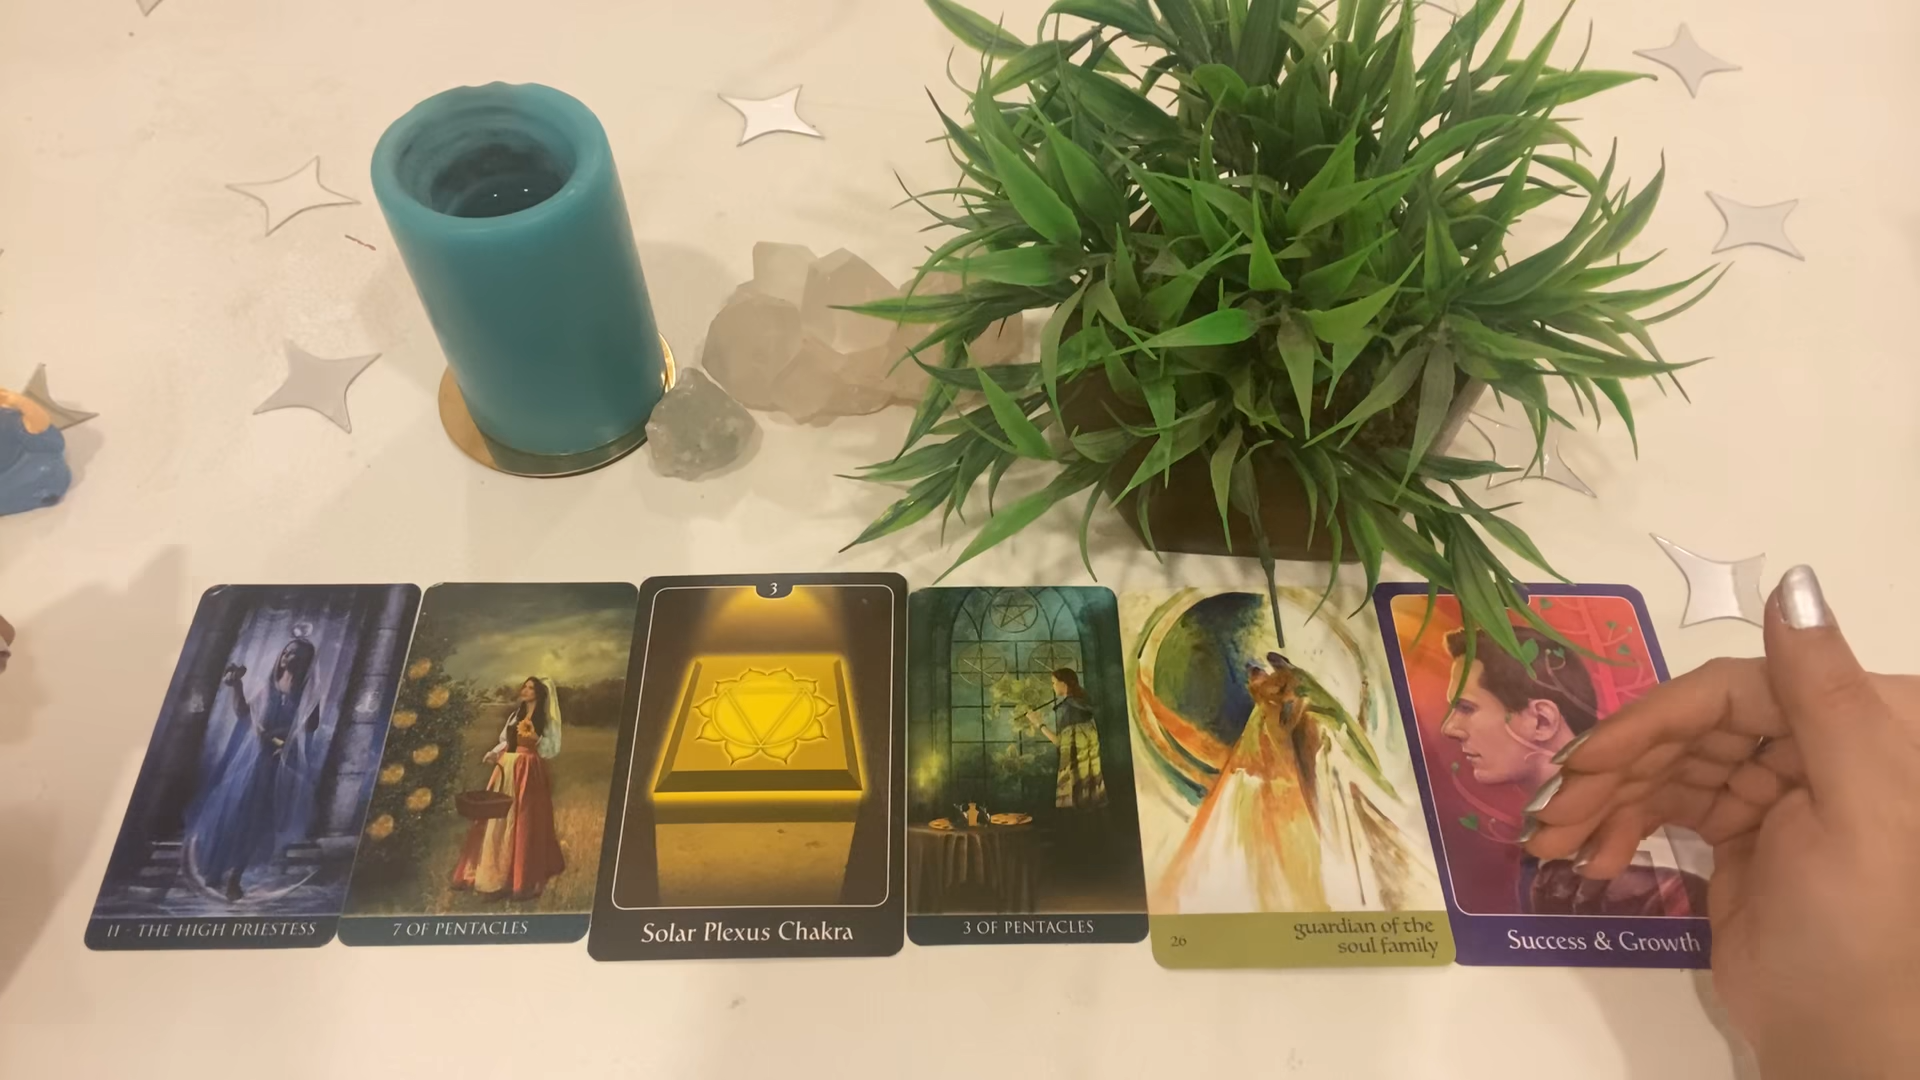 II - THE HIGH PRIESTESS
7 OF PENTACLES
3
Solar Plexus Chakra
3 OF PENTACLES
26
guardian of the
soul family
Success & Growth